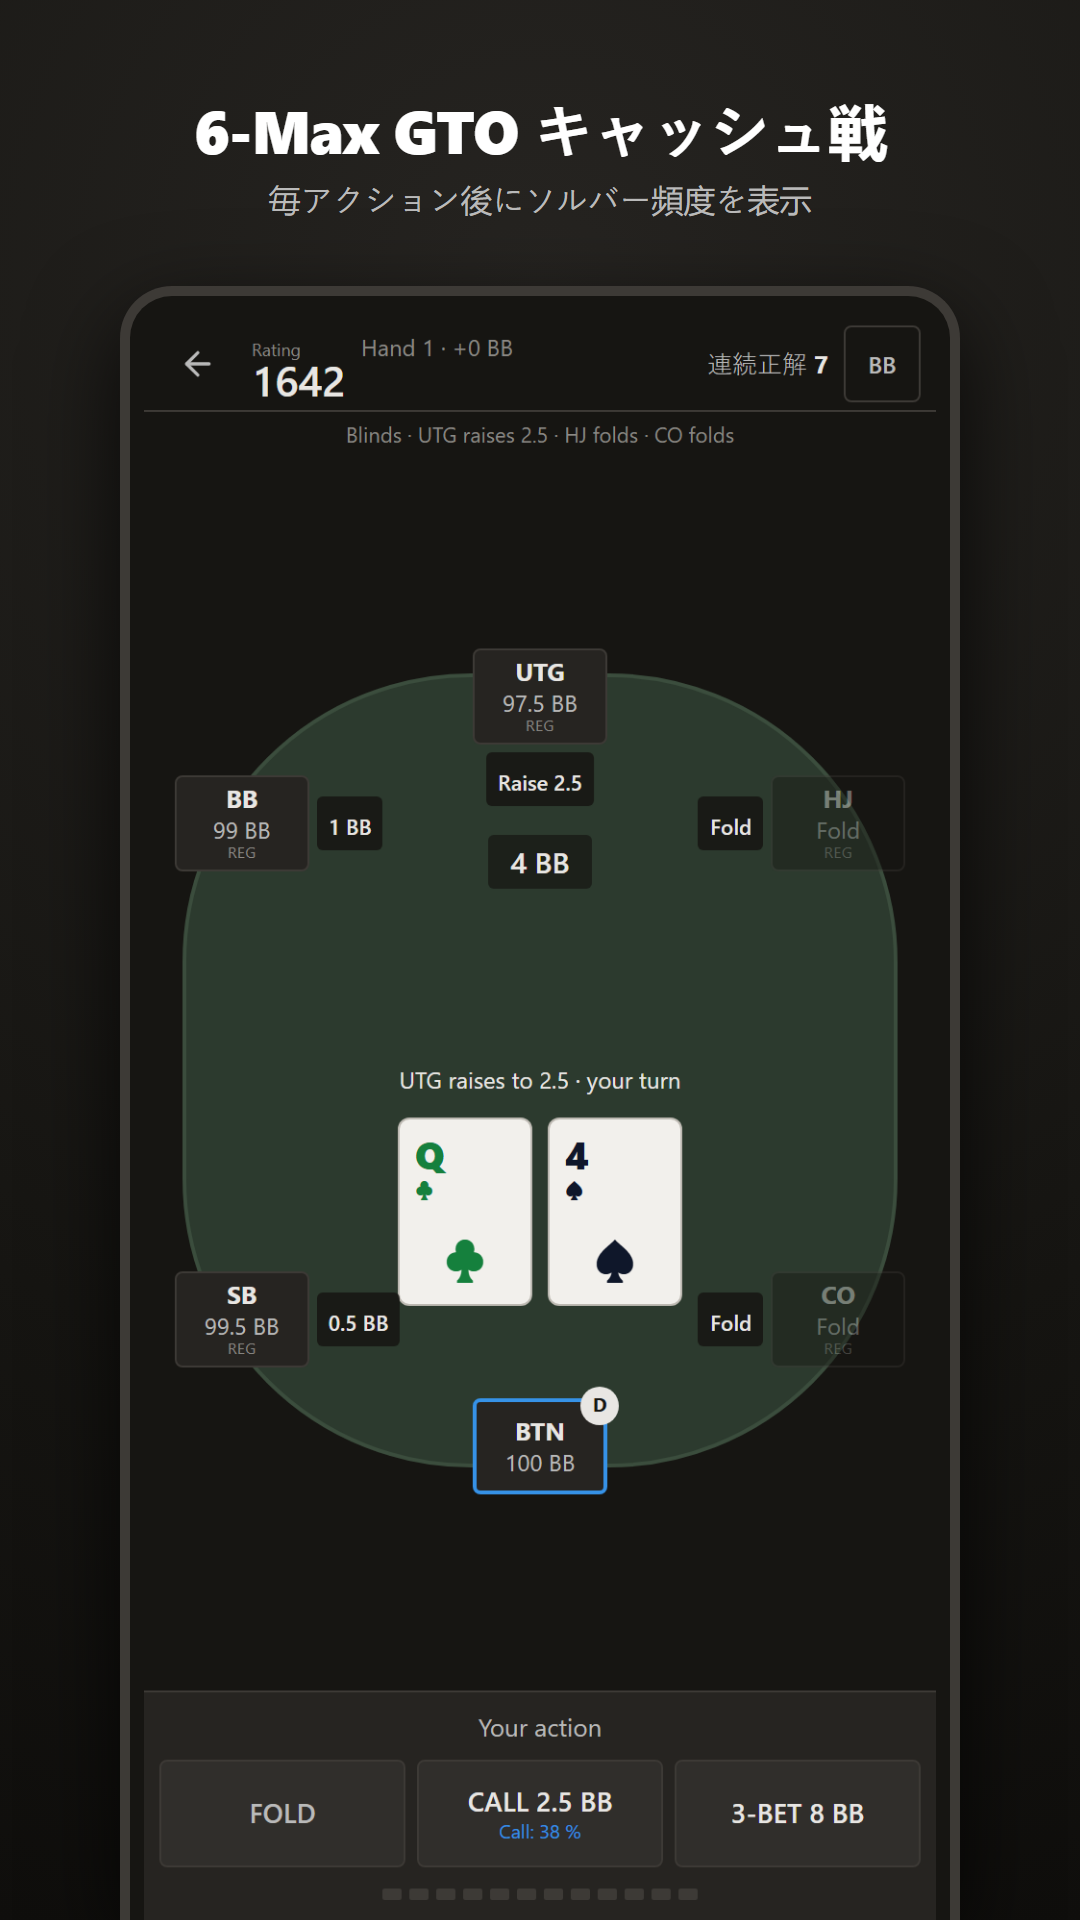 6-Max GTO キャッシュ戦
毎アクション後にソルバー頻度を表示
Rating
1642
Hand 1 · +0 BB
連続正解 7
BB
Blinds · UTG raises 2.5 · HJ folds · CO folds
UTG
97.5 BB
REG
Raise 2.5
BB
99 BB
REG
1 BB
4 BB
Fold
HJ
Fold
REG
UTG raises to 2.5 · your turn
Q
♣
♣
4
♠
♠
SB
99.5 BB
REG
0.5 BB
Fold
CO
Fold
REG
D
BTN
100 BB
Your action
FOLD
CALL 2.5 BB
Call: 38 %
3-BET 8 BB